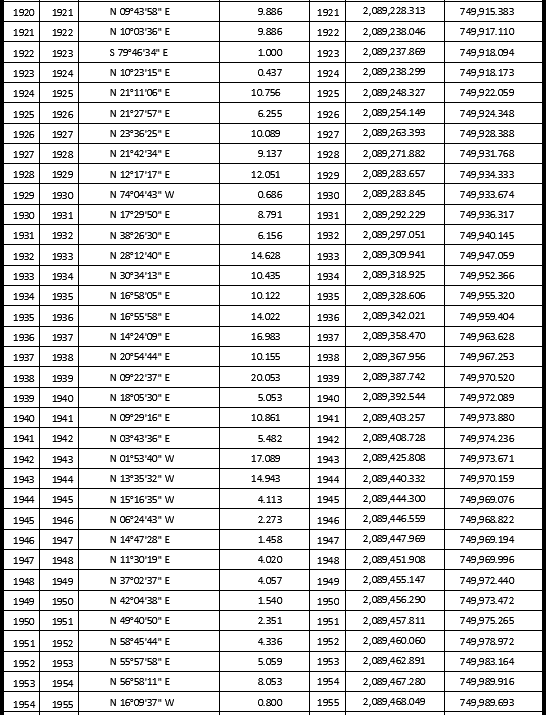 1920 1921 N 09°43'58" E 9.886 1921 2,089,228.313 749,915.383
1921 1922 N 10°03'36" E 9.886 1922 2,089,238.046 749,917.110
1922 1923 S 79°46'34" E 1.000 1923 2,089,237.869 749,918.094
1923 1924 N 10°23'15" E 0.437 1924 2,089,238.299 749,918.173
1924 1925 N 21°11'06" E 10.756 1925 2,089,248.327 749,922.059
1925 1926 N 21°27'57" E 6.255 1926 2,089,254.149 749,924.348
1926 1927 N 23°36'25" E 10.089 1927 2,089,263.393 749,928.388
1927 1928 N 21°42'34" E 9.137 1928 2,089,271.882 749,931.768
1928 1929 N 12°17'17" E 12.051 1929 2,089,283.657 749,934.333
1929 1930 N 74°04'43" W 0.686 1930 2,089,283.845 749,933.674
1930 1931 N 17°29'50" E 8.791 1931 2,089,292.229 749,936.317
1931 1932 N 38°26'30" E 6.156 1932 2,089,297.051 749,940.145
1932 1933 N 28°12'40" E 14.628 1933 2,089,309.941 749,947.059
1933 1934 N 30°34'13" E 10.435 1934 2,089,318.925 749,952.366
1934 1935 N 16°58'05" E 10.122 1935 2,089,328.606 749,955.320
1935 1936 N 16°55'58" E 14.022 1936 2,089,342.021 749,959.404
1936 1937 N 14°24'09" E 16.983 1937 2,089,358.470 749,963.628
1937 1938 N 20°54'44" E 10.155 1938 2,089,367.956 749,967.253
1938 1939 N 09°22'37" E 20.053 1939 2,089,387.742 749,970.520
1939 1940 N 18°05'30" E 5.053 1940 2,089,392.544 749,972.089
1940 1941 N 09°29'16" E 10.861 1941 2,089,403.257 749,973.880
1941 1942 N 03°43'36" E 5.482 1942 2,089,408.728 749,974.236
1942 1943 N 01°53'40" W 17.089 1943 2,089,425.808 749,973.671
1943 1944 N 13°35'32" W 14.943 1944 2,089,440.332 749,970.159
1944 1945 N 15°16'35" W 4.113 1945 2,089,444.300 749,969.076
1945 1946 N 06°24'43" W 2.273 1946 2,089,446.559 749,968.822
1946 1947 N 14°47'28" E 1.458 1947 2,089,447.969 749,969.194
1947 1948 N 11°30'19" E 4.020 1948 2,089,451.908 749,969.996
1948 1949 N 37°02'37" E 4.057 1949 2,089,455.147 749,972.440
1949 1950 N 42°04'38" E 1.540 1950 2,089,456.290 749,973.472
1950 1951 N 49°40'50" E 2.351 1951 2,089,457.811 749,975.265
1951 1952 N 58°45'44" E 4.336 1952 2,089,460.060 749,978.972
1952 1953 N 55°57'58" E 5.059 1953 2,089,462.891 749,983.164
1953 1954 N 56°58'11" E 8.053 1954 2,089,467.280 749,989.916
1954 1955 N 16°09'37" W 0.800 1955 2,089,468.049 749,989.693